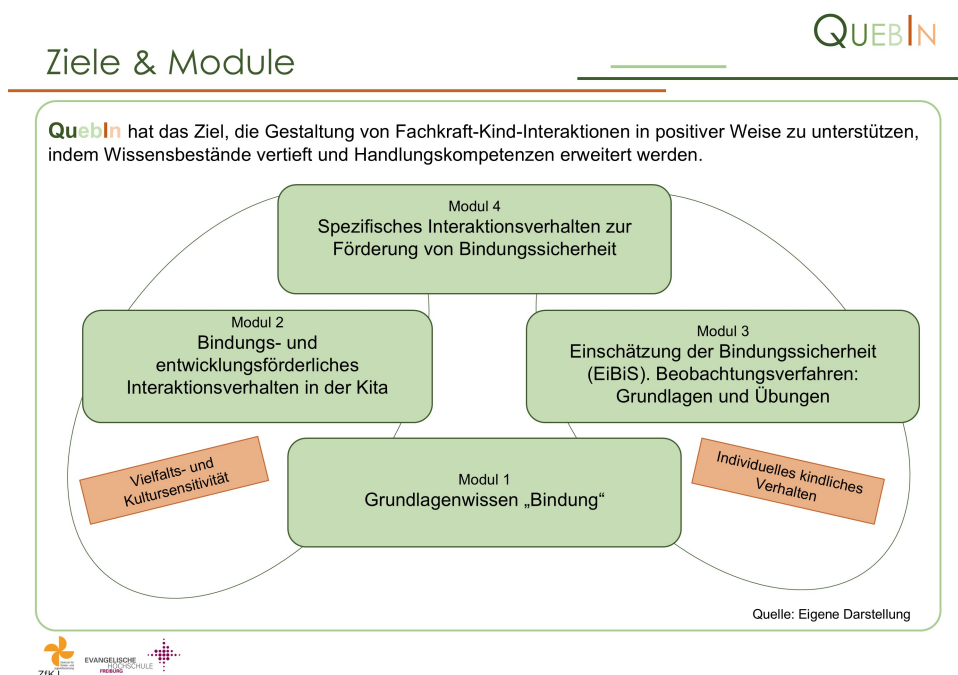 QUEBIN
Ziele & Module
QuebIn hat das Ziel, die Gestaltung von Fachkraft-Kind-Interaktionen in positiver Weise zu unterstützen,
indem Wissensbestände vertieft und Handlungskompetenzen erweitert werden.
Modul 4
Spezifisches Interaktionsverhalten zur
Förderung von Bindungssicherheit
Modul 2
Bindungs- und
entwicklungsförderliches
Interaktionsverhalten in der Kita
Modul 3
Einschätzung der Bindungssicherheit
(EiBiS). Beobachtungsverfahren:
Grundlagen und Übungen
Vielfalts- und
Kultursensitivität
Individuelles kindliches
Verhalten
Modul 1
Grundlagenwissen „Bindung“
Quelle: Eigene Darstellung
EVANGELISCHE
HOCHSCHULE
FREIBURG